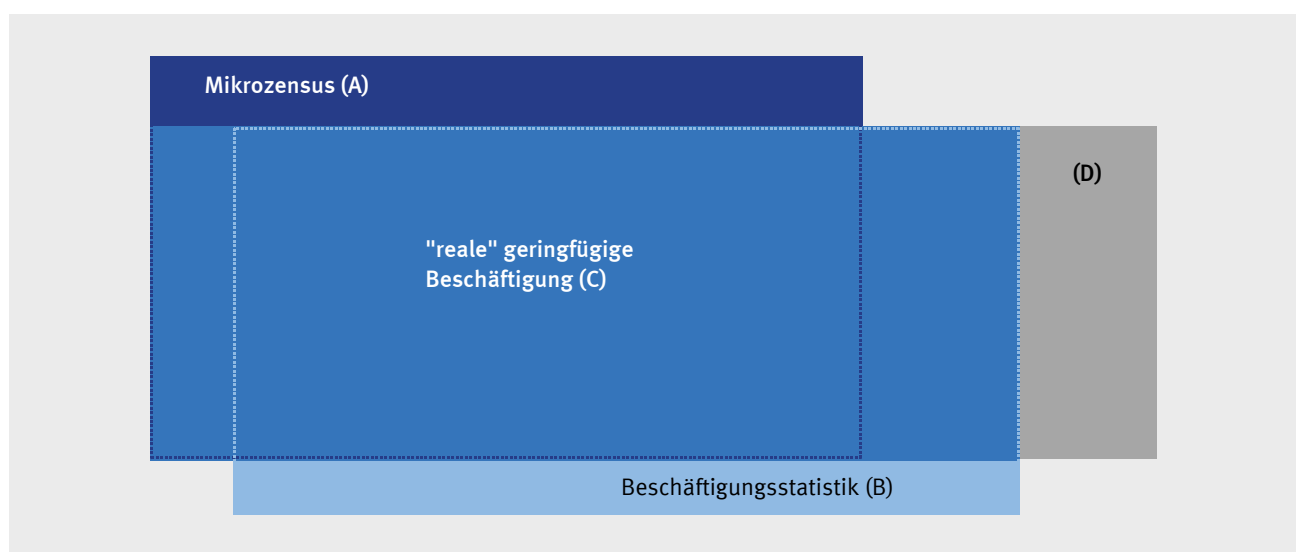 Mikrozensus (A)
(D)
"reale" geringfügige
Beschäftigung (C)
Beschäftigungsstatistik (B)